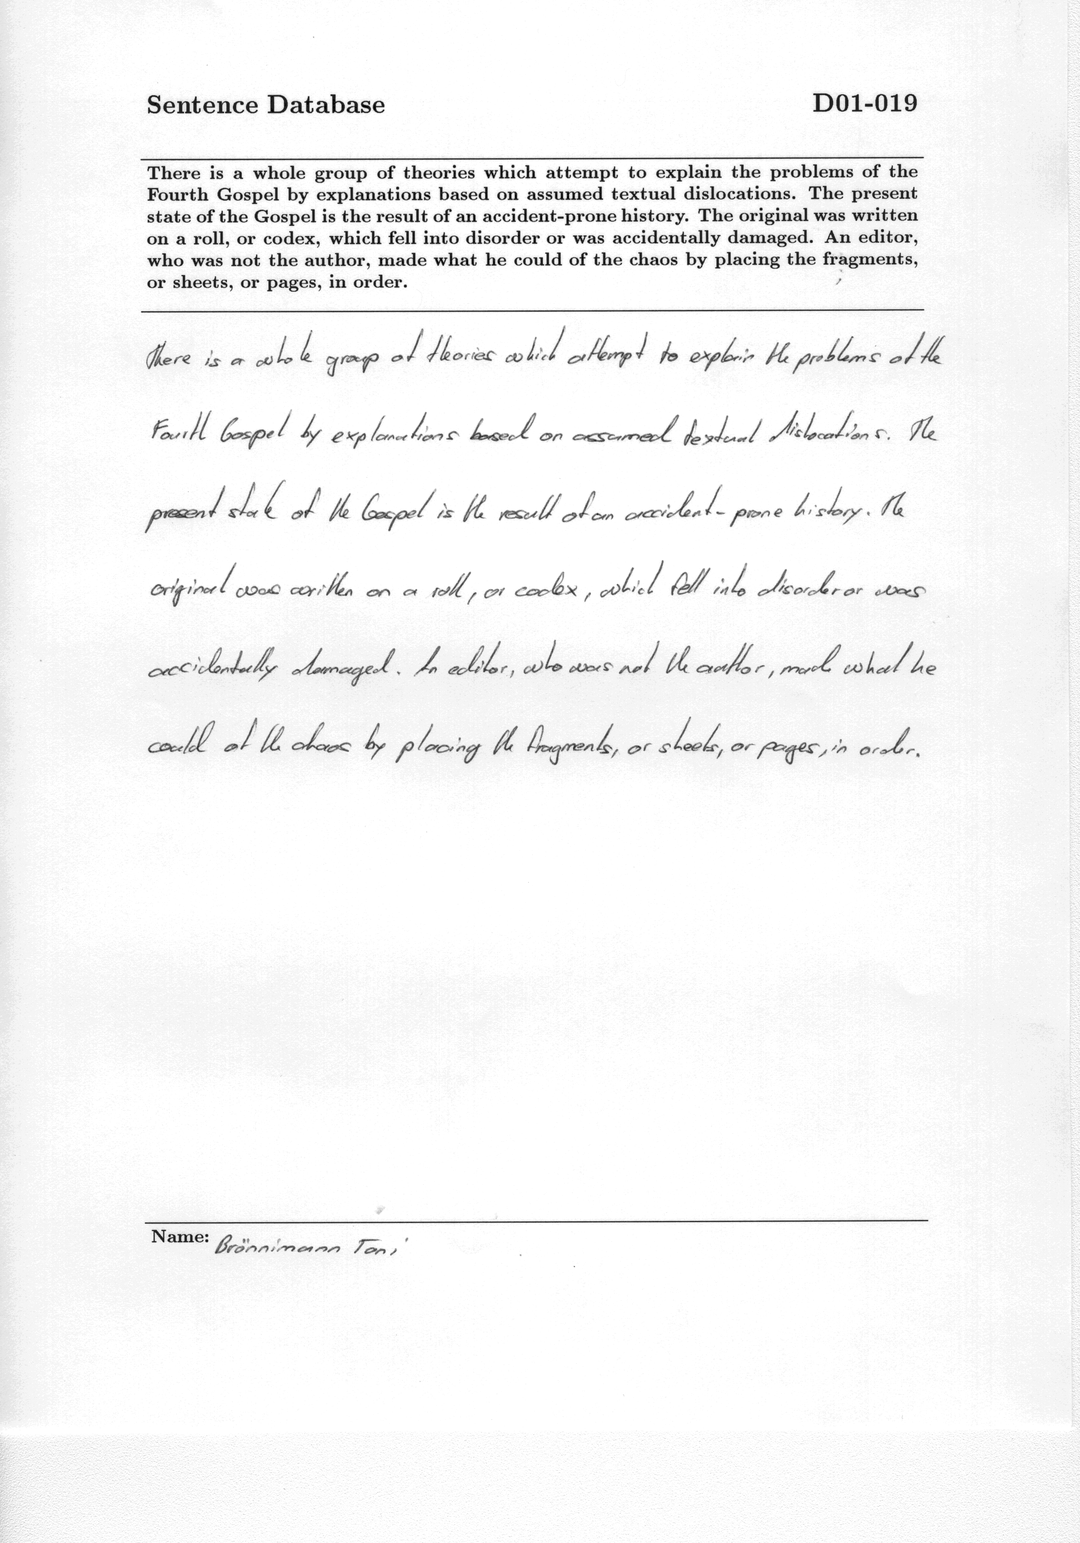 Sentence Database D01-019
There is a whole group of theories which attempt to explain the problems of the
Fourth Gospel by explanations based on assumed textual dislocations. The present
state of the Gospel is the result of an accident-prone history. The original was written
on a roll, or codex, which fell into disorder or was accidentally damaged. An editor,
who was not the author, made what he could of the chaos by placing the fragments,
or sheets, or pages, in order.
There is a whole group of theories which attempt to explain the problems of the
Fourth Gospel by explanations based on assumed textual dislocations. The
present state of the Gospel is the result of an accident-prone history. The
original was written on a roll, or codex, which fell into disorder or was
accidentally damaged. An editor, who was not the author, made what he
could of the chaos by placing the fragments, or sheets, or pages, in order.
Name: Brönnimann Toni